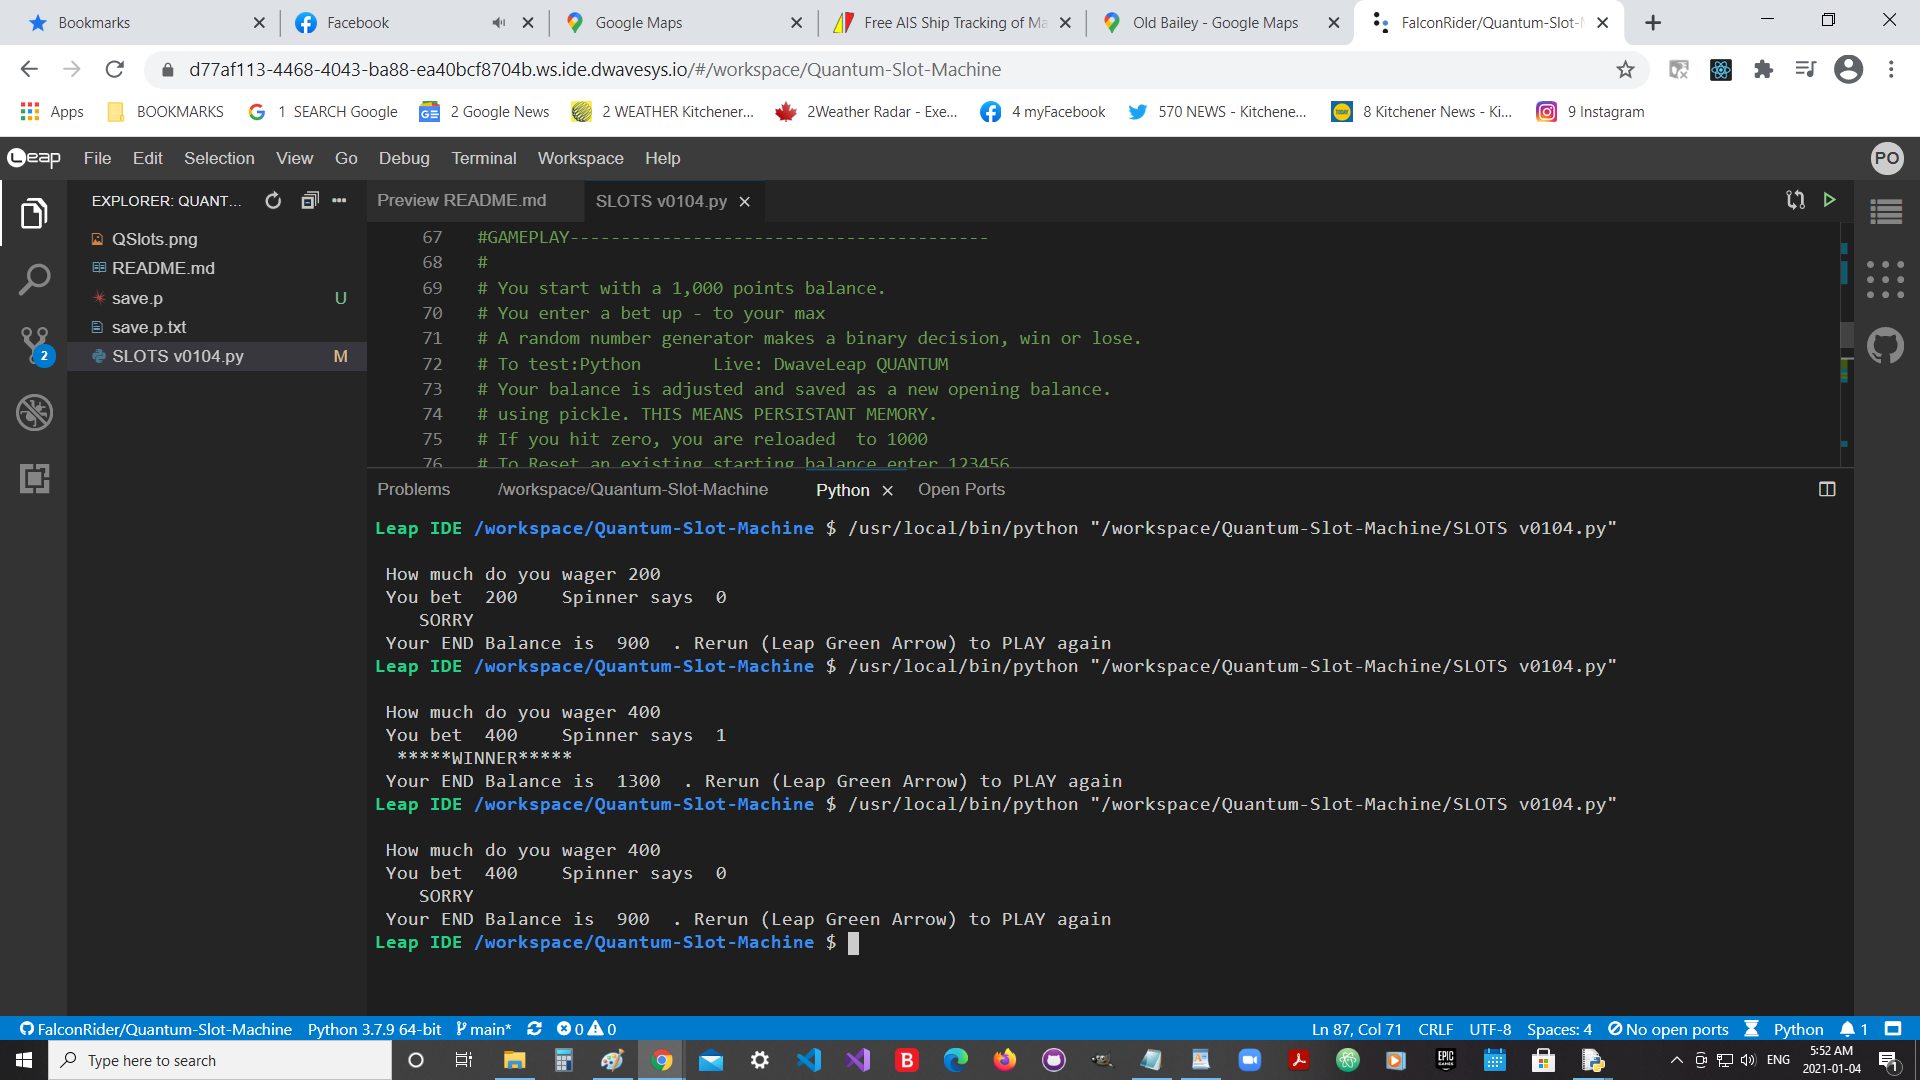 Bookmarks
Facebook
Google Maps
Free AIS Ship Tracking of Ma
Old Bailey - Google Maps
FalconRider/Quantum-Slot-
d77af113-4468-4043-ba88-ea40bcf8704b.ws.ide.dwavesys.io/#/workspace/Quantum-Slot-Machine
Apps
BOOKMARKS
1 SEARCH Google
2 Google News
2 WEATHER Kitchener...
2Weather Radar - Exe...
4 myFacebook
570 NEWS - Kitchene...
8 Kitchener News - Ki...
9 Instagram
Leap File Edit Selection View Go Debug Terminal Workspace Help PO
EXPLORER: QUANT...
QSlots.png
README.md
save.p U
save.p.txt
SLOTS v0104.py M
2
Preview README.md
SLOTS v0104.py
67 #GAMEPLAY-----------------------------------------
68 #
69 # You start with a 1,000 points balance.
70 # You enter a bet up - to your max
71 # A random number generator makes a binary decision, win or lose.
72 # To test:Python       Live: DwaveLeap QUANTUM
73 # Your balance is adjusted and saved as a new opening balance.
74 # using pickle. THIS MEANS PERSISTANT MEMORY.
75 # If you hit zero, you are reloaded  to 1000
76 # To Reset an existing starting balance enter 123456
Problems
/workspace/Quantum-Slot-Machine
Python
Open Ports
Leap IDE /workspace/Quantum-Slot-Machine $ /usr/local/bin/python "/workspace/Quantum-Slot-Machine/SLOTS v0104.py"
How much do you wager 200
You bet  200    Spinner says  0
SORRY
Your END Balance is  900  . Rerun (Leap Green Arrow) to PLAY again
Leap IDE /workspace/Quantum-Slot-Machine $ /usr/local/bin/python "/workspace/Quantum-Slot-Machine/SLOTS v0104.py"
How much do you wager 400
You bet  400    Spinner says  1
*****WINNER*****
Your END Balance is  1300  . Rerun (Leap Green Arrow) to PLAY again
Leap IDE /workspace/Quantum-Slot-Machine $ /usr/local/bin/python "/workspace/Quantum-Slot-Machine/SLOTS v0104.py"
How much do you wager 400
You bet  400    Spinner says  0
SORRY
Your END Balance is  900  . Rerun (Leap Green Arrow) to PLAY again
Leap IDE /workspace/Quantum-Slot-Machine $
FalconRider/Quantum-Slot-Machine Python 3.7.9 64-bit main* 0 0 Ln 87, Col 71 CRLF UTF-8 Spaces: 4 No open ports Python 1
Type here to search
B
EPIC GAMES
ENG
5:52 AM
2021-01-04
1